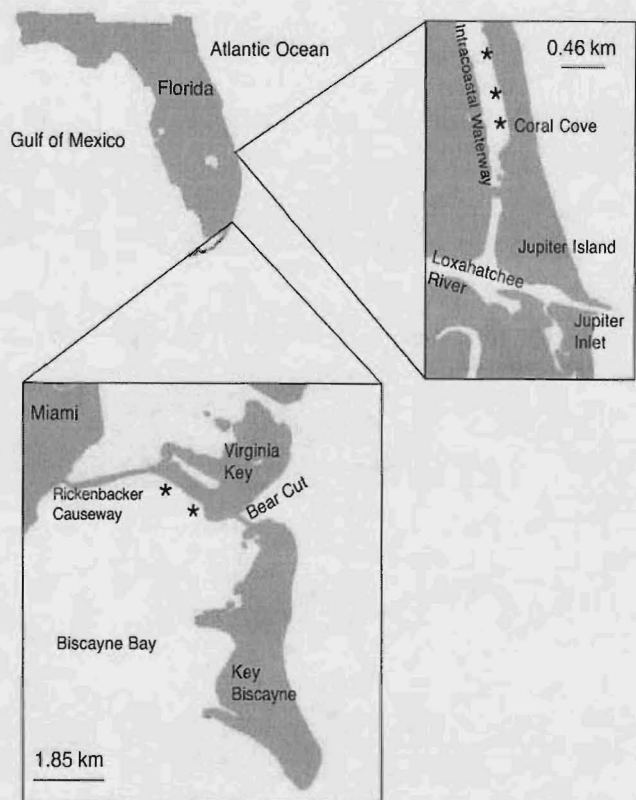 Atlantic Ocean
Florida
Gulf of Mexico
Intracoastal Waterway
0.46 km
* Coral Cove
Jupiter Island
Loxahatchee
River
Jupiter
Inlet
Miami
Virginia
Key
Rickenbacker
Causeway
Bear Cut
Biscayne Bay
Key
Biscayne
1.85 km